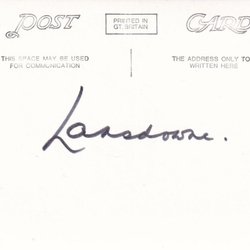 POST CARD
PRINTED IN
GT. BRITAIN
THIS SPACE MAY BE USED
FOR COMMUNICATION
THE ADDRESS ONLY TO
WRITTEN HERE
Lansdowne.